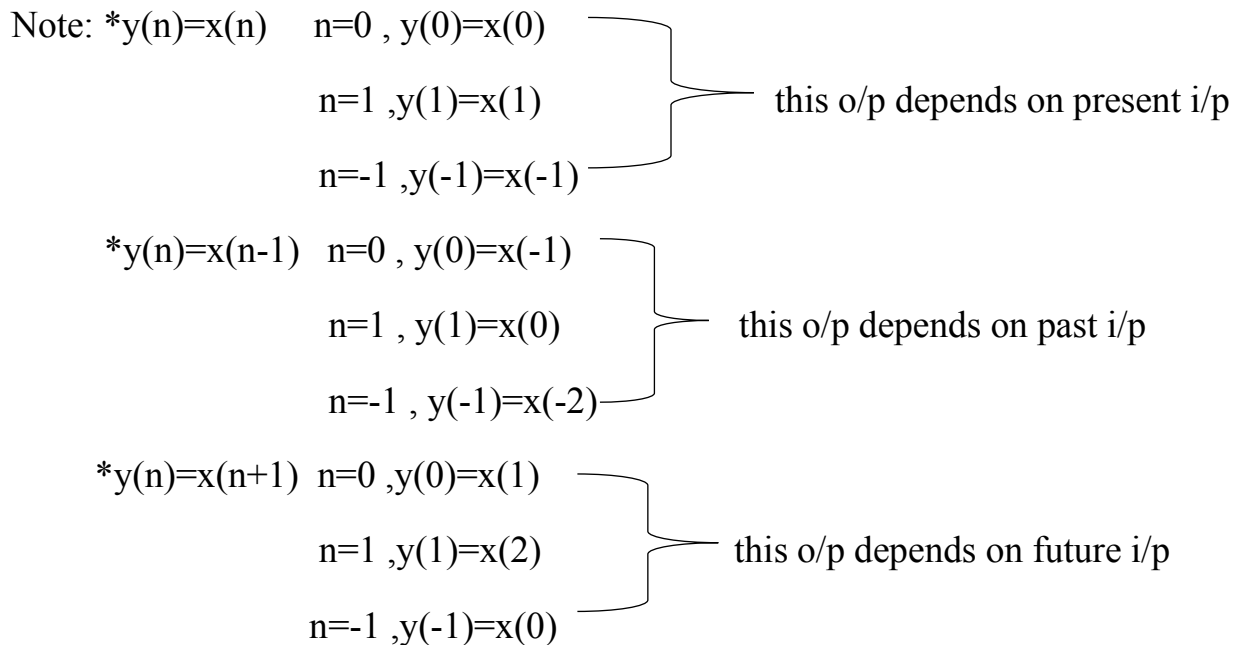 Note: *y(n)=x(n) n=0 , y(0)=x(0)
n=1 ,y(1)=x(1) this o/p depends on present i/p
n=-1 ,y(-1)=x(-1)
*y(n)=x(n-1) n=0 , y(0)=x(-1)
n=1 , y(1)=x(0) this o/p depends on past i/p
n=-1 , y(-1)=x(-2)
*y(n)=x(n+1) n=0 ,y(0)=x(1)
n=1 ,y(1)=x(2) this o/p depends on future i/p
n=-1 ,y(-1)=x(0)